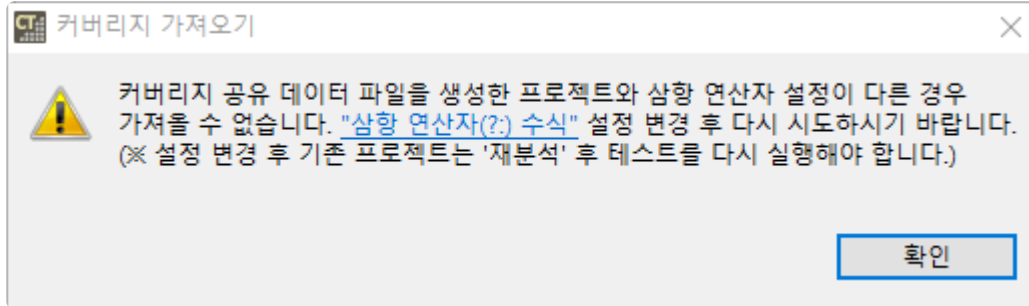 CT 커버리지 가져오기
커버리지 공유 데이터 파일을 생성한 프로젝트와 삼항 연산자 설정이 다른 경우
가져올 수 없습니다. "삼항 연산자(?:) 수식" 설정 변경 후 다시 시도하시기 바랍니다.
(※ 설정 변경 후 기존 프로젝트는 '재분석' 후 테스트를 다시 실행해야 합니다.)
확인